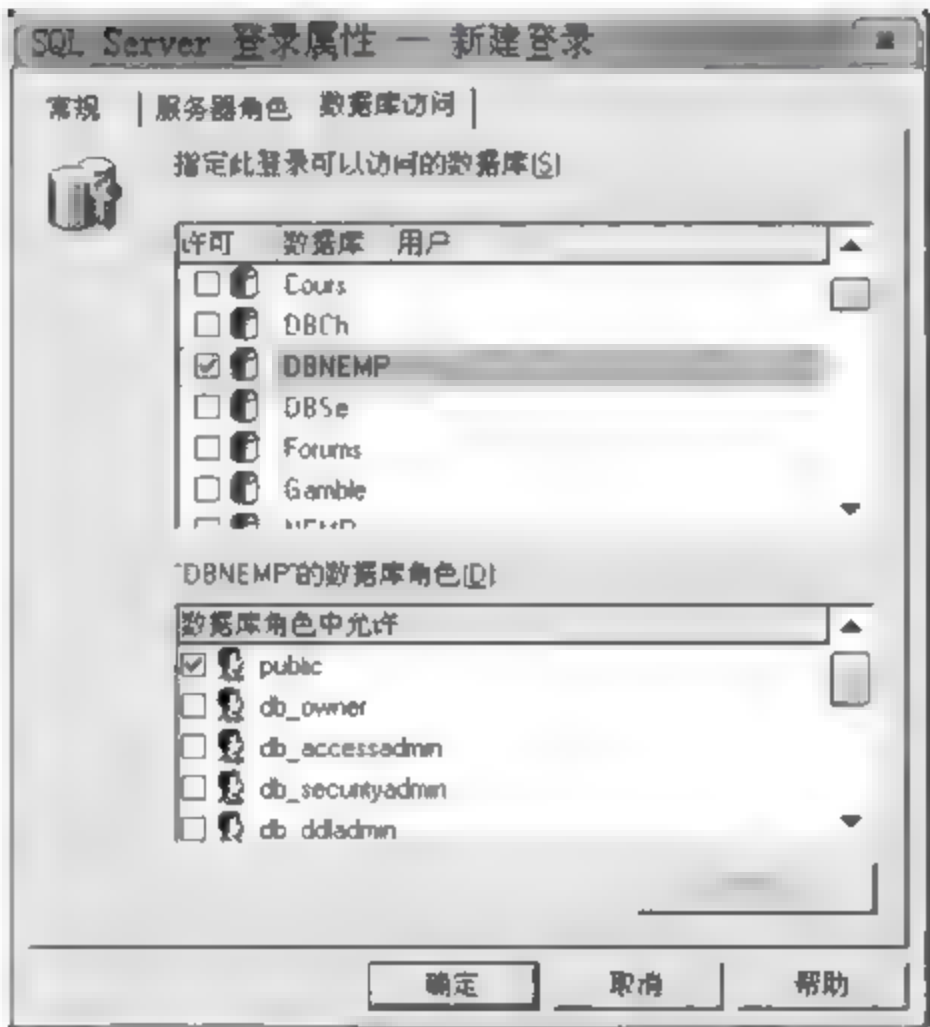 SQL Server 登录属性 — 新建登录
常规 服务器角色 数据库访问
指定此登录可以访问的数据库(S)
许可 数据库 用户
Cours
DBCh
DBNEMP
DBSe
Forums
Gamble
"DBNEMP"的数据库角色(D)
数据库角色中允许
public
db_owner
db_accessadmin
db_securityadmin
db_ddladmin
确定 取消 帮助